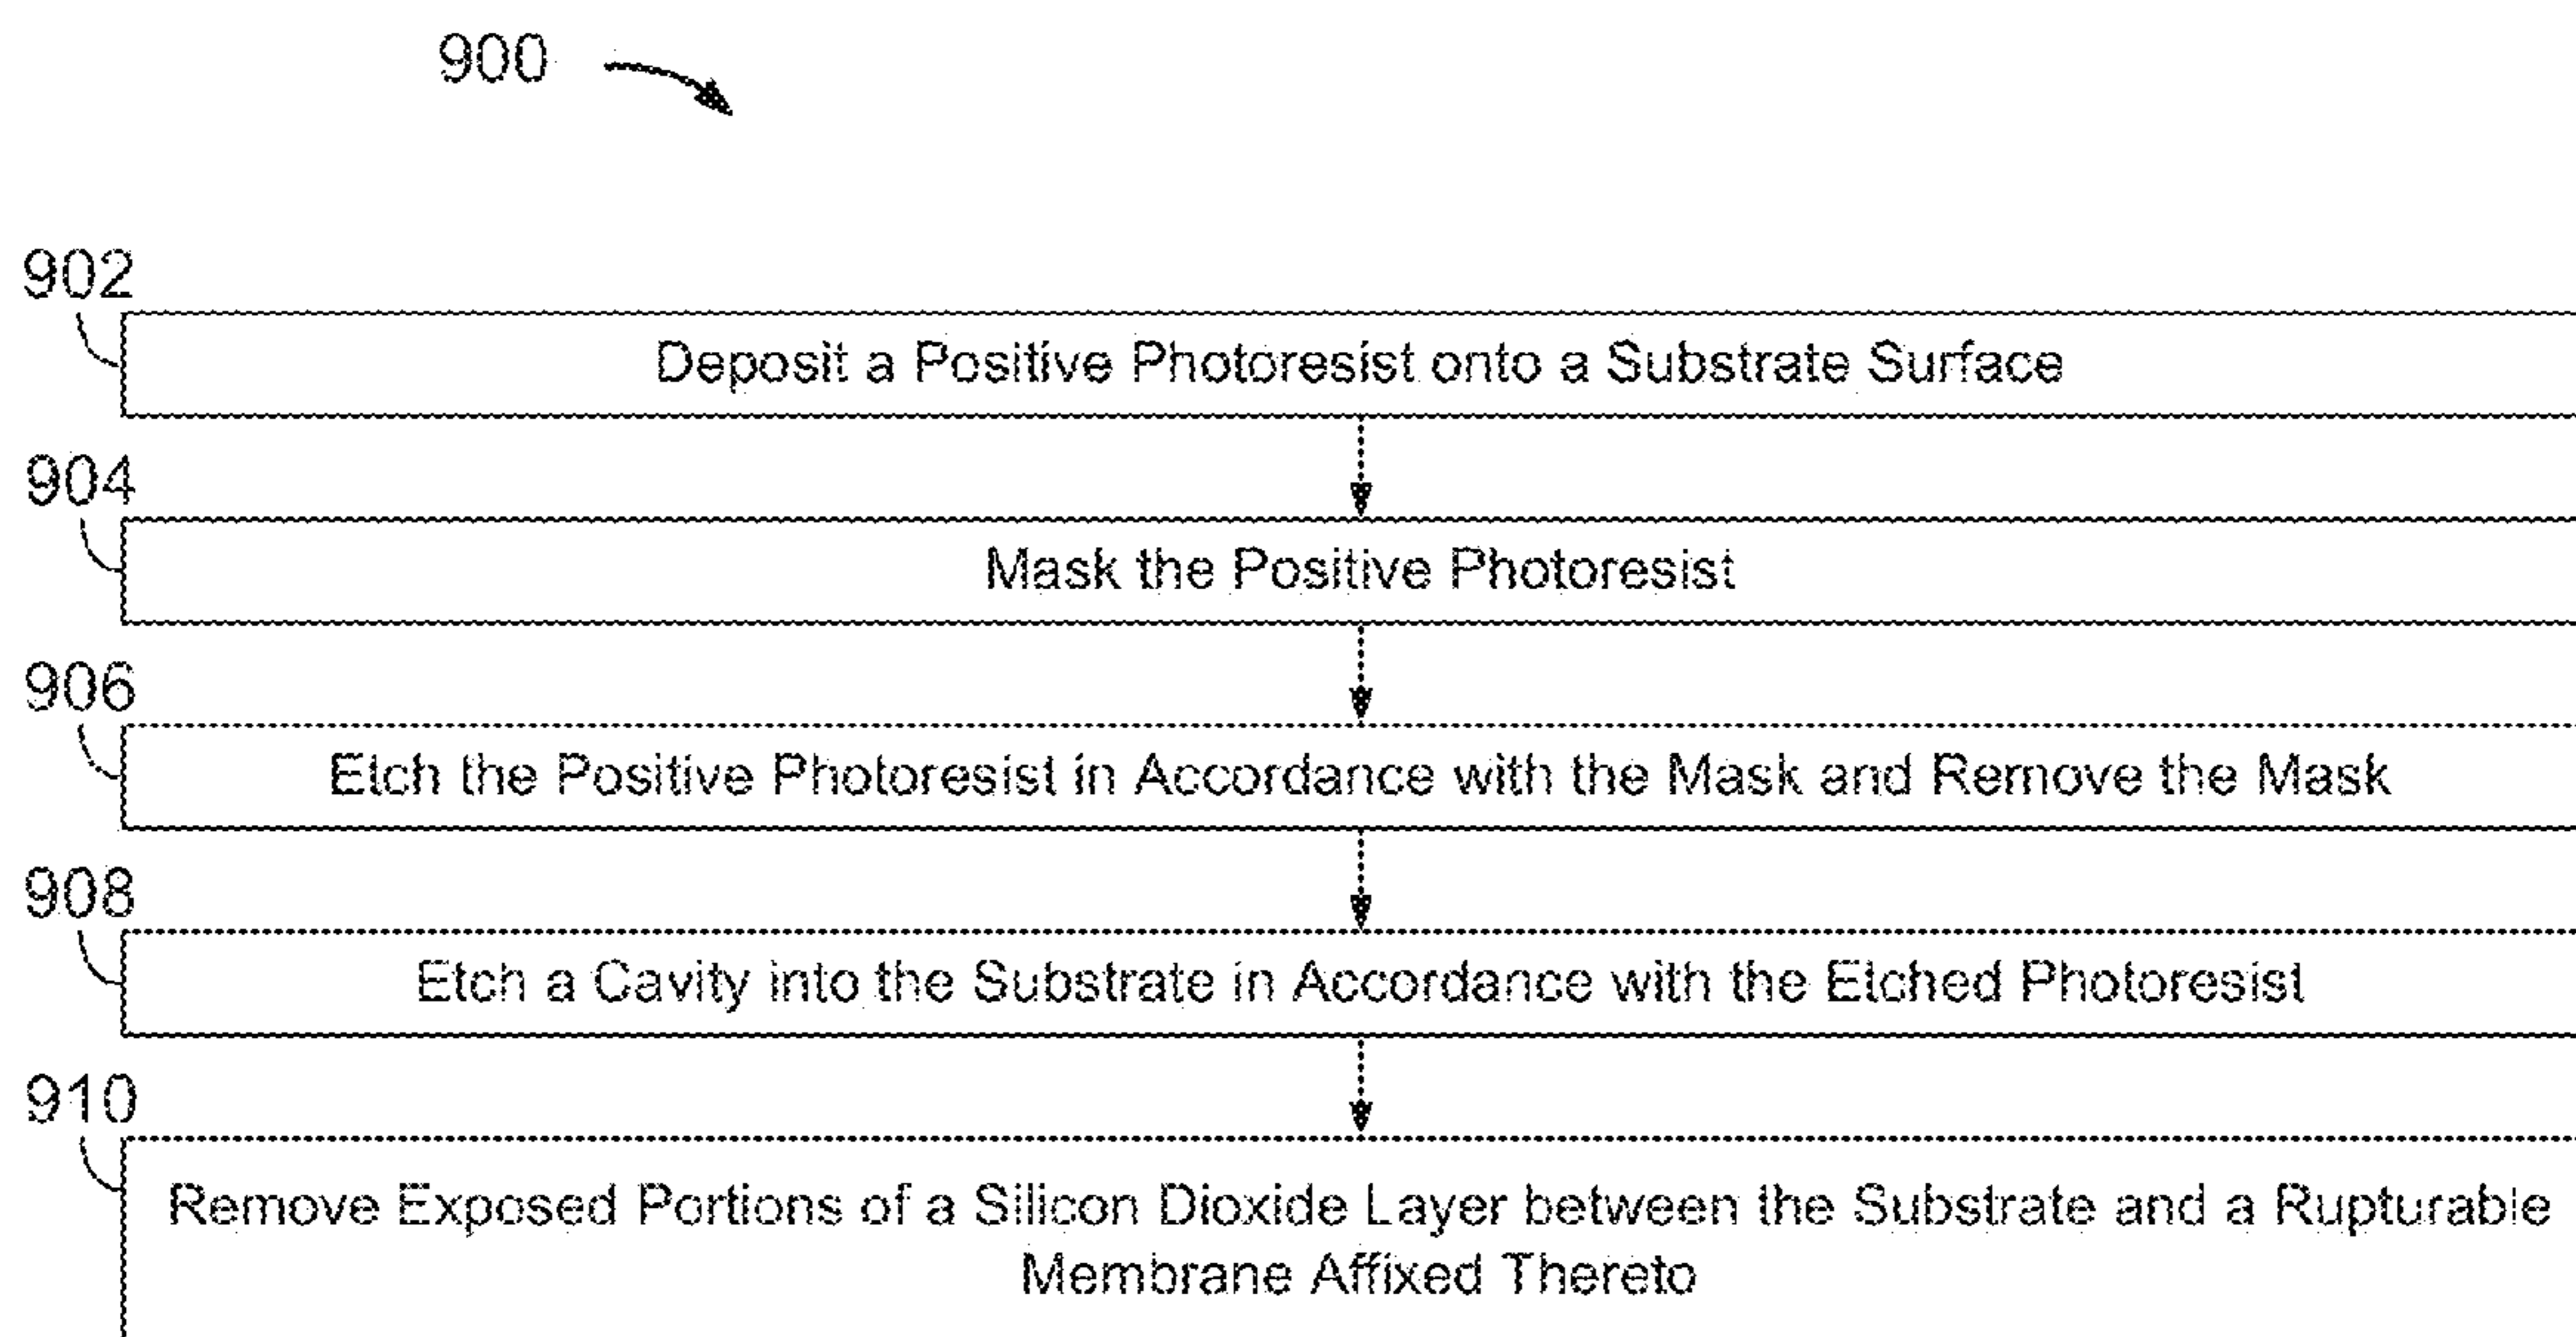 900
902
Deposit a Positive Photoresist onto a Substrate Surface
904
Mask the Positive Photoresist
906
Etch the Positive Photoresist in Accordance with the Mask and Remove the Mask
908
Etch a Cavity into the Substrate in Accordance with the Etched Photoresist
910
Remove Exposed Portions of a Silicon Dioxide Layer between the Substrate and a Rupturable
Membrane Affixed Thereto